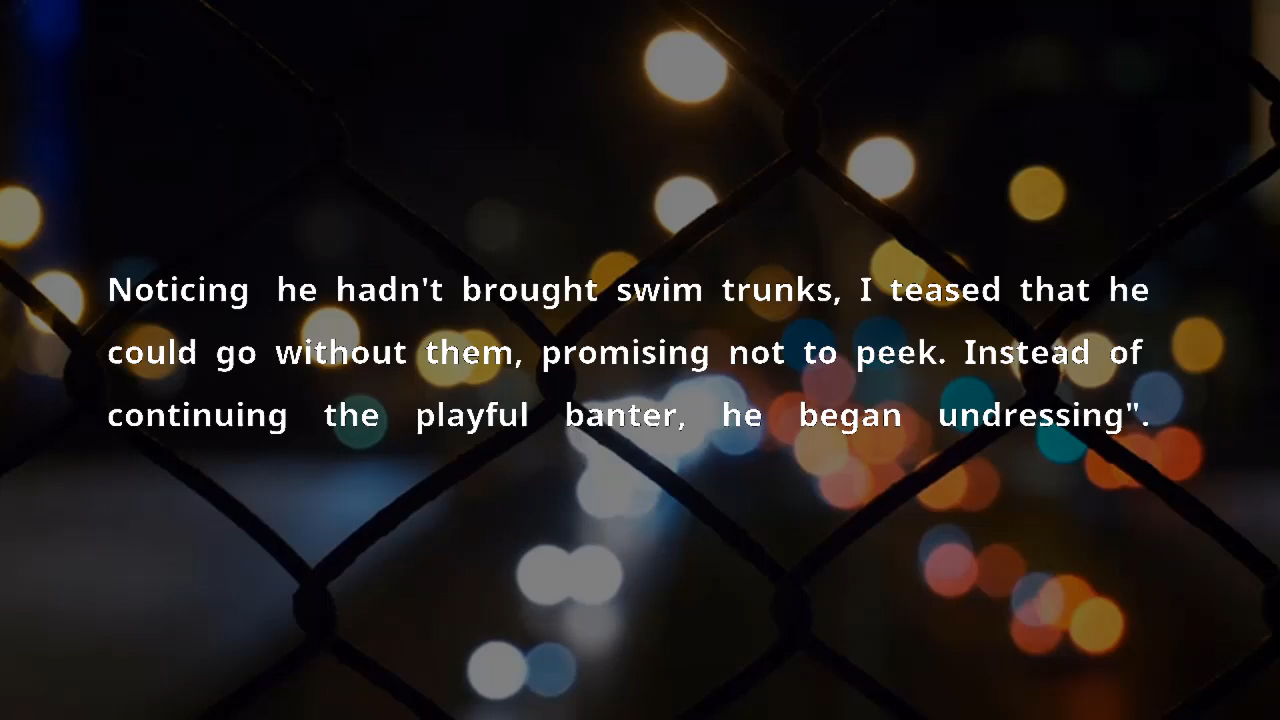 Noticing he hadn't brought swim trunks, I teased that he
could go without them, promising not to peek. Instead of
continuing the playful banter, he began undressing".